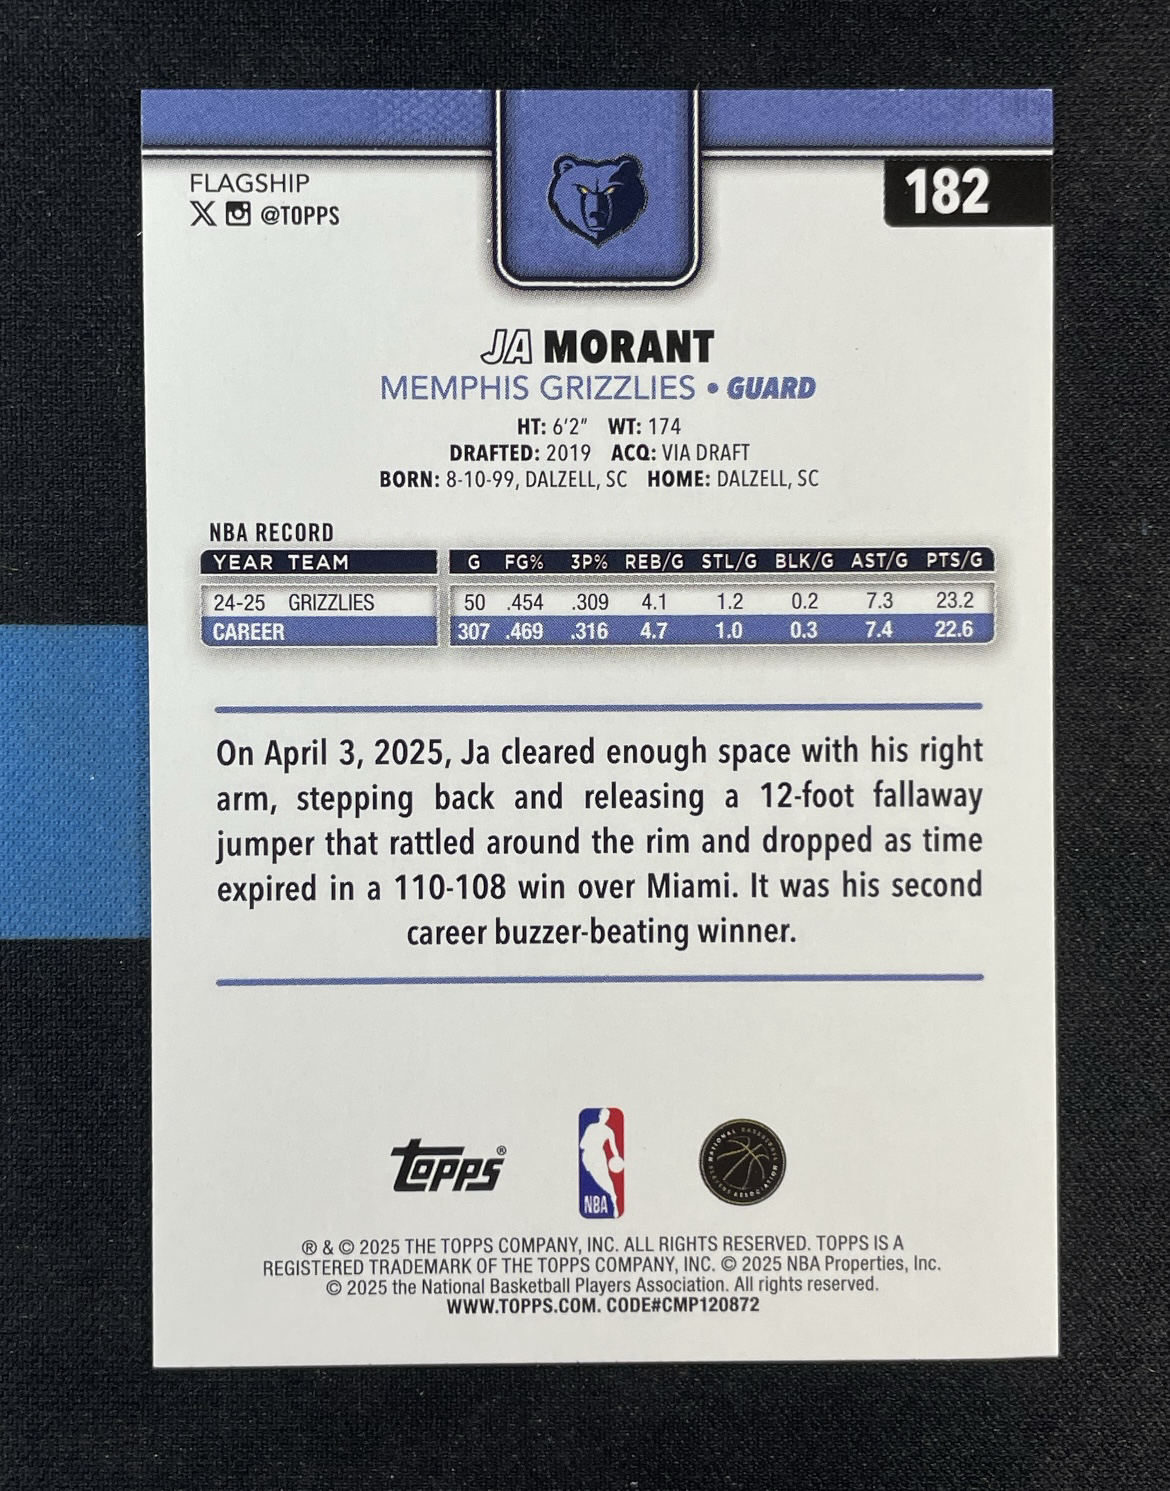 FLAGSHIP
X @TOPPS
182
JA MORANT
MEMPHIS GRIZZLIES • GUARD
HT: 6'2" WT: 174
DRAFTED: 2019 ACQ: VIA DRAFT
BORN: 8-10-99, DALZELL, SC HOME: DALZELL, SC
NBA RECORD
YEAR TEAM G FG% 3P% REB/G STL/G BLK/G AST/G PTS/G
24-25 GRIZZLIES 50 .454 .309 4.1 1.2 0.2 7.3 23.2
CAREER 307 .469 .316 4.7 1.0 0.3 7.4 22.6
On April 3, 2025, Ja cleared enough space with his right
arm, stepping back and releasing a 12-foot fallaway
jumper that rattled around the rim and dropped as time
expired in a 110-108 win over Miami. It was his second
career buzzer-beating winner.
Topps®
NBA
NATIONAL BASKETBALL PLAYERS ASSOCIATION
® & © 2025 THE TOPPS COMPANY, INC. ALL RIGHTS RESERVED. TOPPS IS A
REGISTERED TRADEMARK OF THE TOPPS COMPANY, INC. © 2025 NBA Properties, Inc.
© 2025 the National Basketball Players Association. All rights reserved.
WWW.TOPPS.COM. CODE#CMP120872